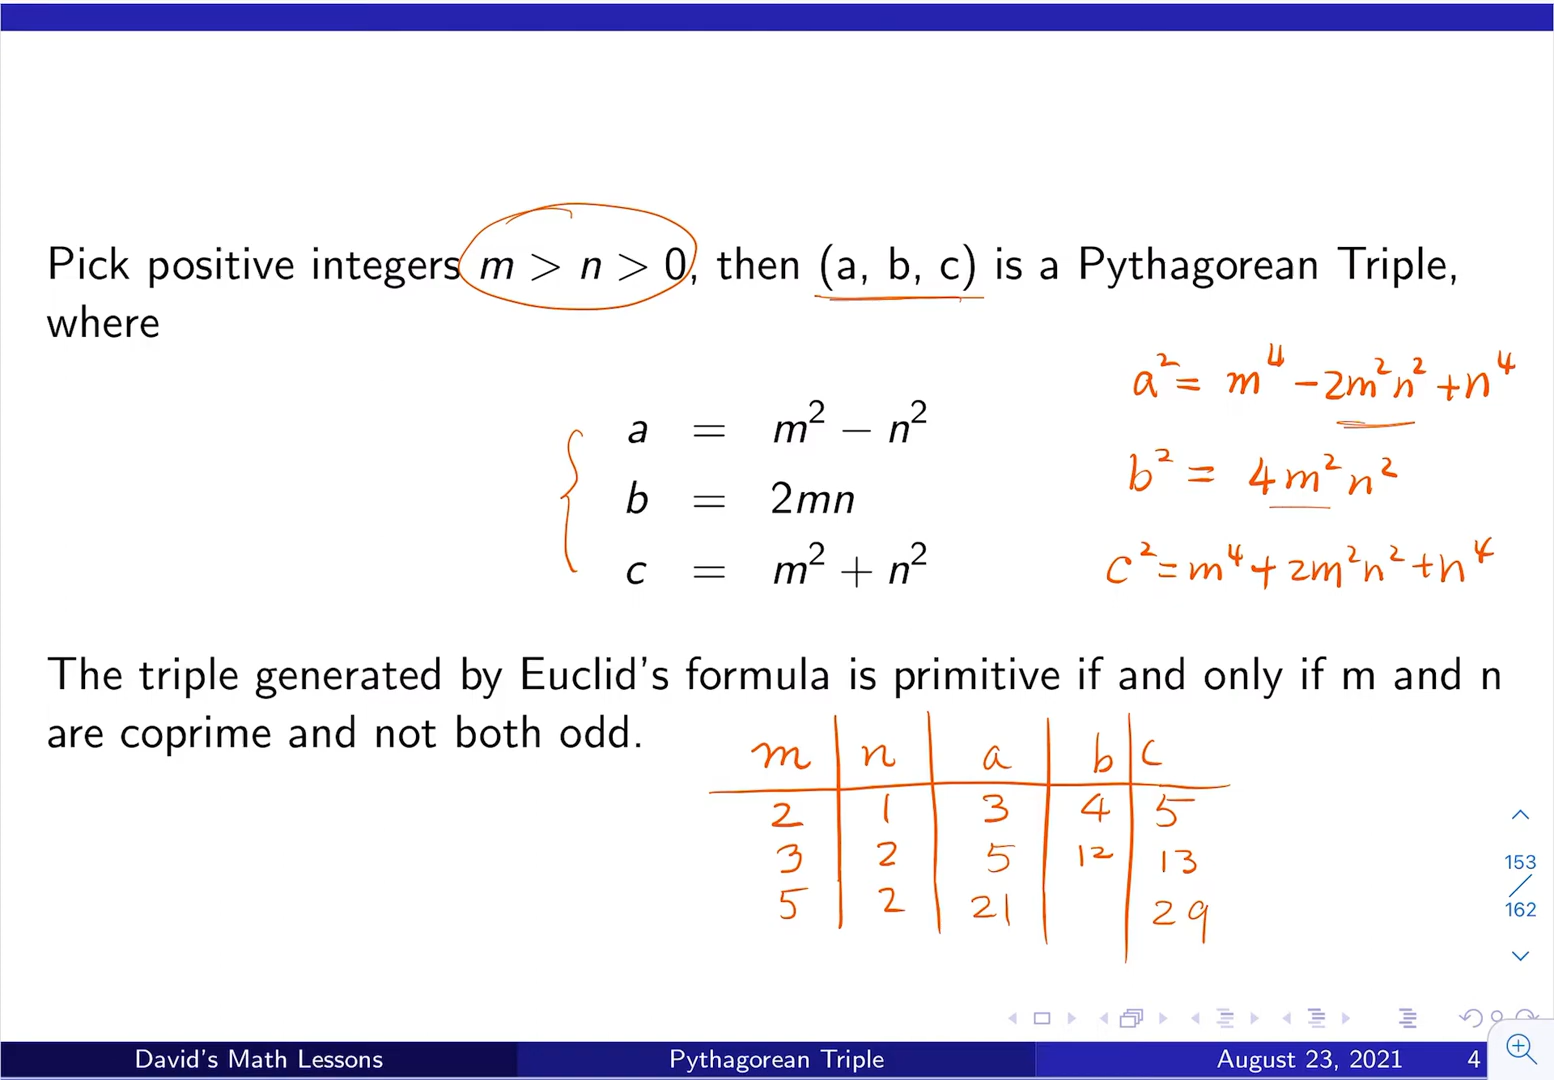 Pick positive integers m > n > 0, then (a, b, c) is a Pythagorean Triple,
where
a = m² − n²
b = 2mn
c = m² + n²
a² = m⁴ − 2m²n² + n⁴
b² = 4m²n²
c² = m⁴ + 2m²n² + n⁴
The triple generated by Euclid's formula is primitive if and only if m and n
are coprime and not both odd.
m n a b c
2 1 3 4 5
3 2 5 12 13
5 2 21 29
153
/
162
David's Math Lessons Pythagorean Triple August 23, 2021 4